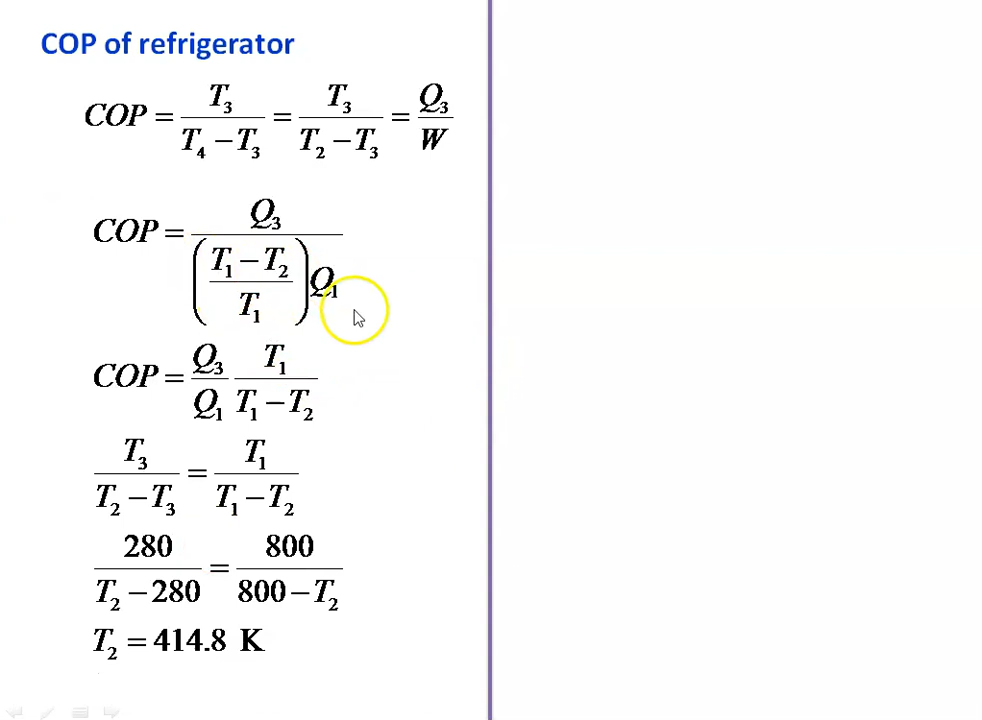 COP of refrigerator
COP = T₃ / (T₄ − T₃) = T₃ / (T₂ − T₃) = Q₃ / W
COP = Q₃ / (((T₁ − T₂) / T₁) Q₁)
COP = (Q₃ / Q₁) (T₁ / (T₁ − T₂))
T₃ / (T₂ − T₃) = T₁ / (T₁ − T₂)
280 / (T₂ − 280) = 800 / (800 − T₂)
T₂ = 414.8 K